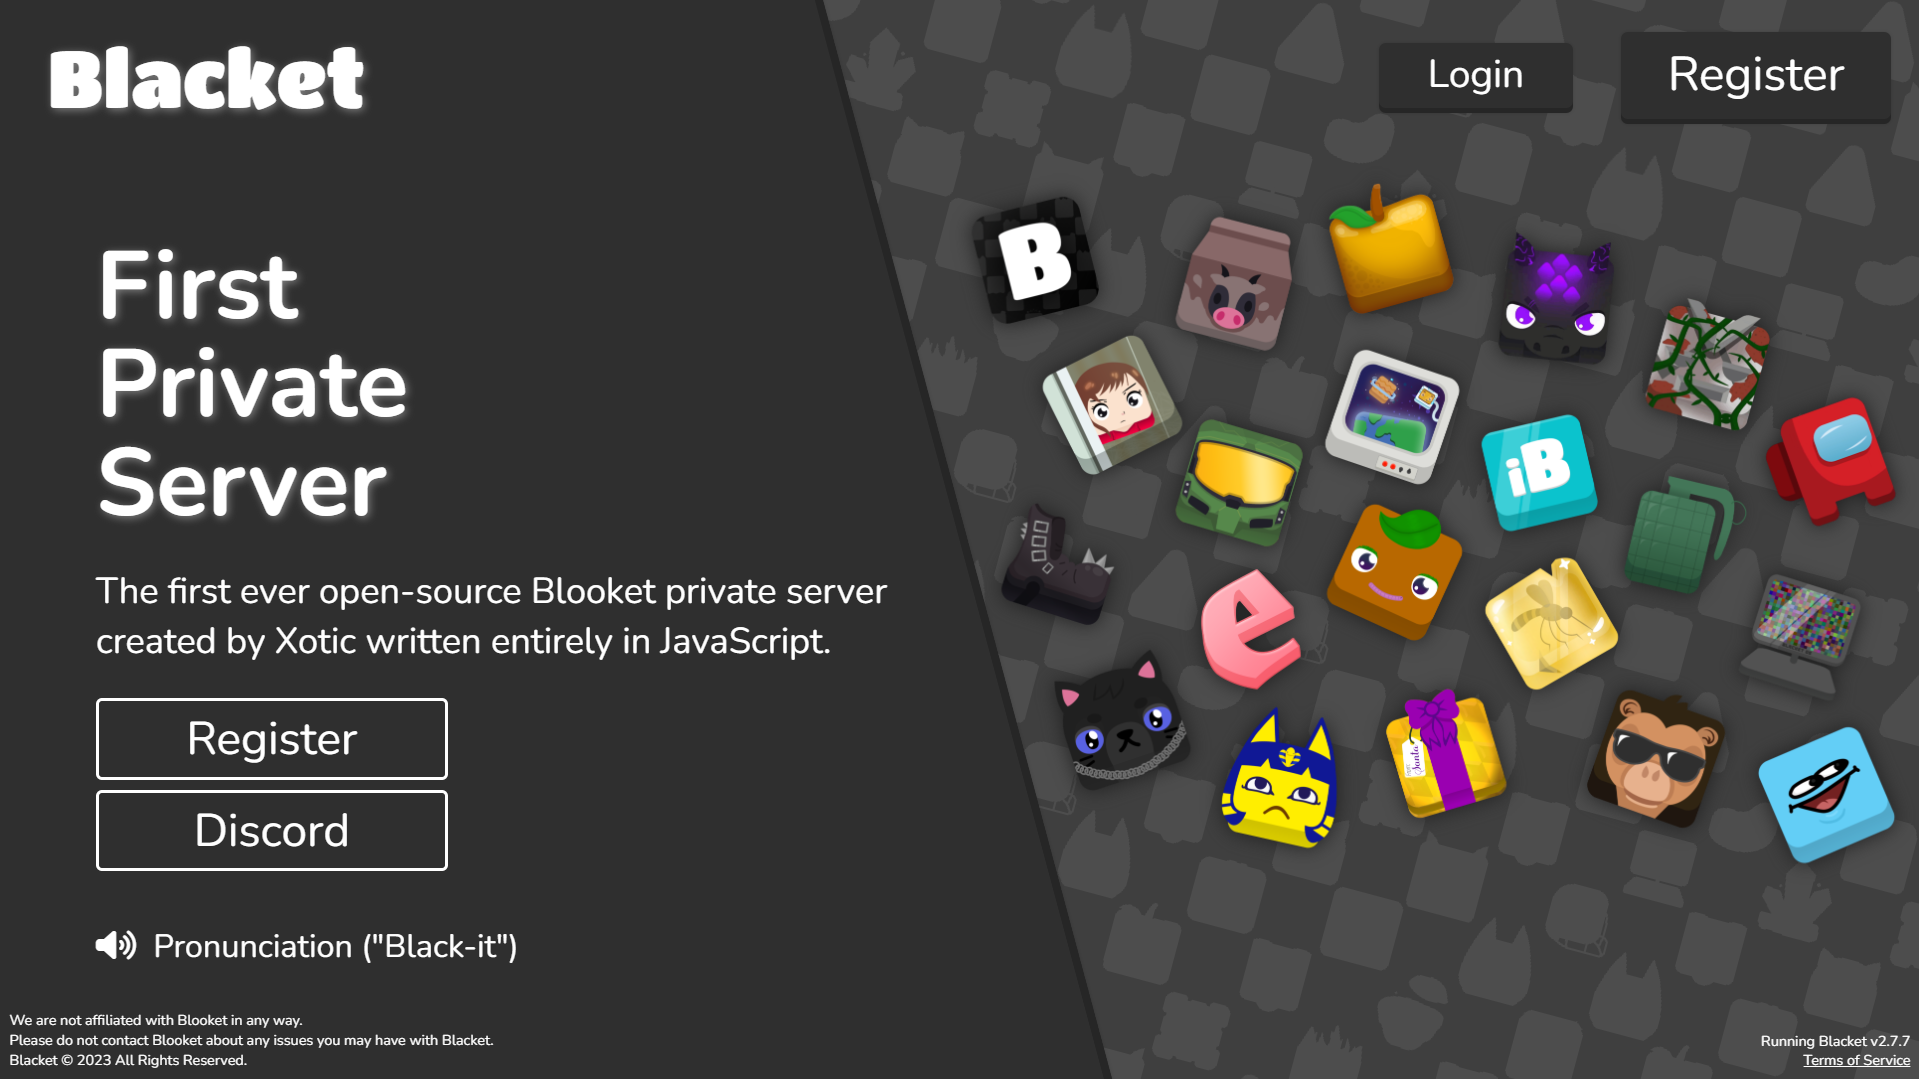 Blacket
Login
Register
First
Private
Server
The first ever open-source Blooket private server
created by Xotic written entirely in JavaScript.
Register
Discord
Pronunciation ("Black-it")
We are not affiliated with Blooket in any way.
Please do not contact Blooket about any issues you may have with Blacket.
Blacket © 2023 All Rights Reserved.
B
iB
e
Santa
Running Blacket v2.7.7
Terms of Service